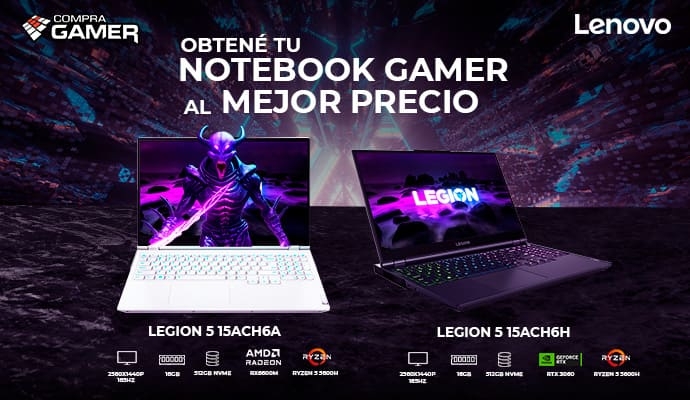 COMPRA
GAMER
Lenovo
OBTENÉ TU
NOTEBOOK GAMER
AL MEJOR PRECIO
LEGION
LEGION 5 15ACH6A
2560X1440P
165HZ
16GB
512GB NVME
AMD
RADEON
RX6600M
RYZEN
RYZEN 5 5600H
LEGION 5 15ACH6H
2560X1440P
165HZ
16GB
512GB NVME
GEFORCE
RTX
RTX 3060
RYZEN
RYZEN 5 5600H